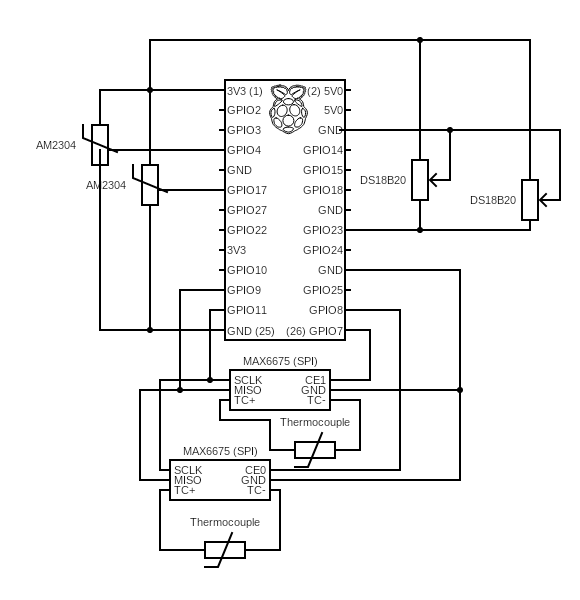 3V3 (1) (2) 5V0
GPIO2 5V0
GPIO3 GND
AM2304 GPIO4 GPIO14
GND GPIO15
AM2304 GPIO17 GPIO18 DS18B20 DS18B20
GPIO27 GND
GPIO22 GPIO23
3V3 GPIO24
GPIO10 GND
GPIO9 GPIO25
GPIO11 GPIO8
GND (25) (26) GPIO7
MAX6675 (SPI)
SCLK CE1
MISO GND
TC+ TC-
Thermocouple
MAX6675 (SPI)
SCLK CE0
MISO GND
TC+ TC-
Thermocouple